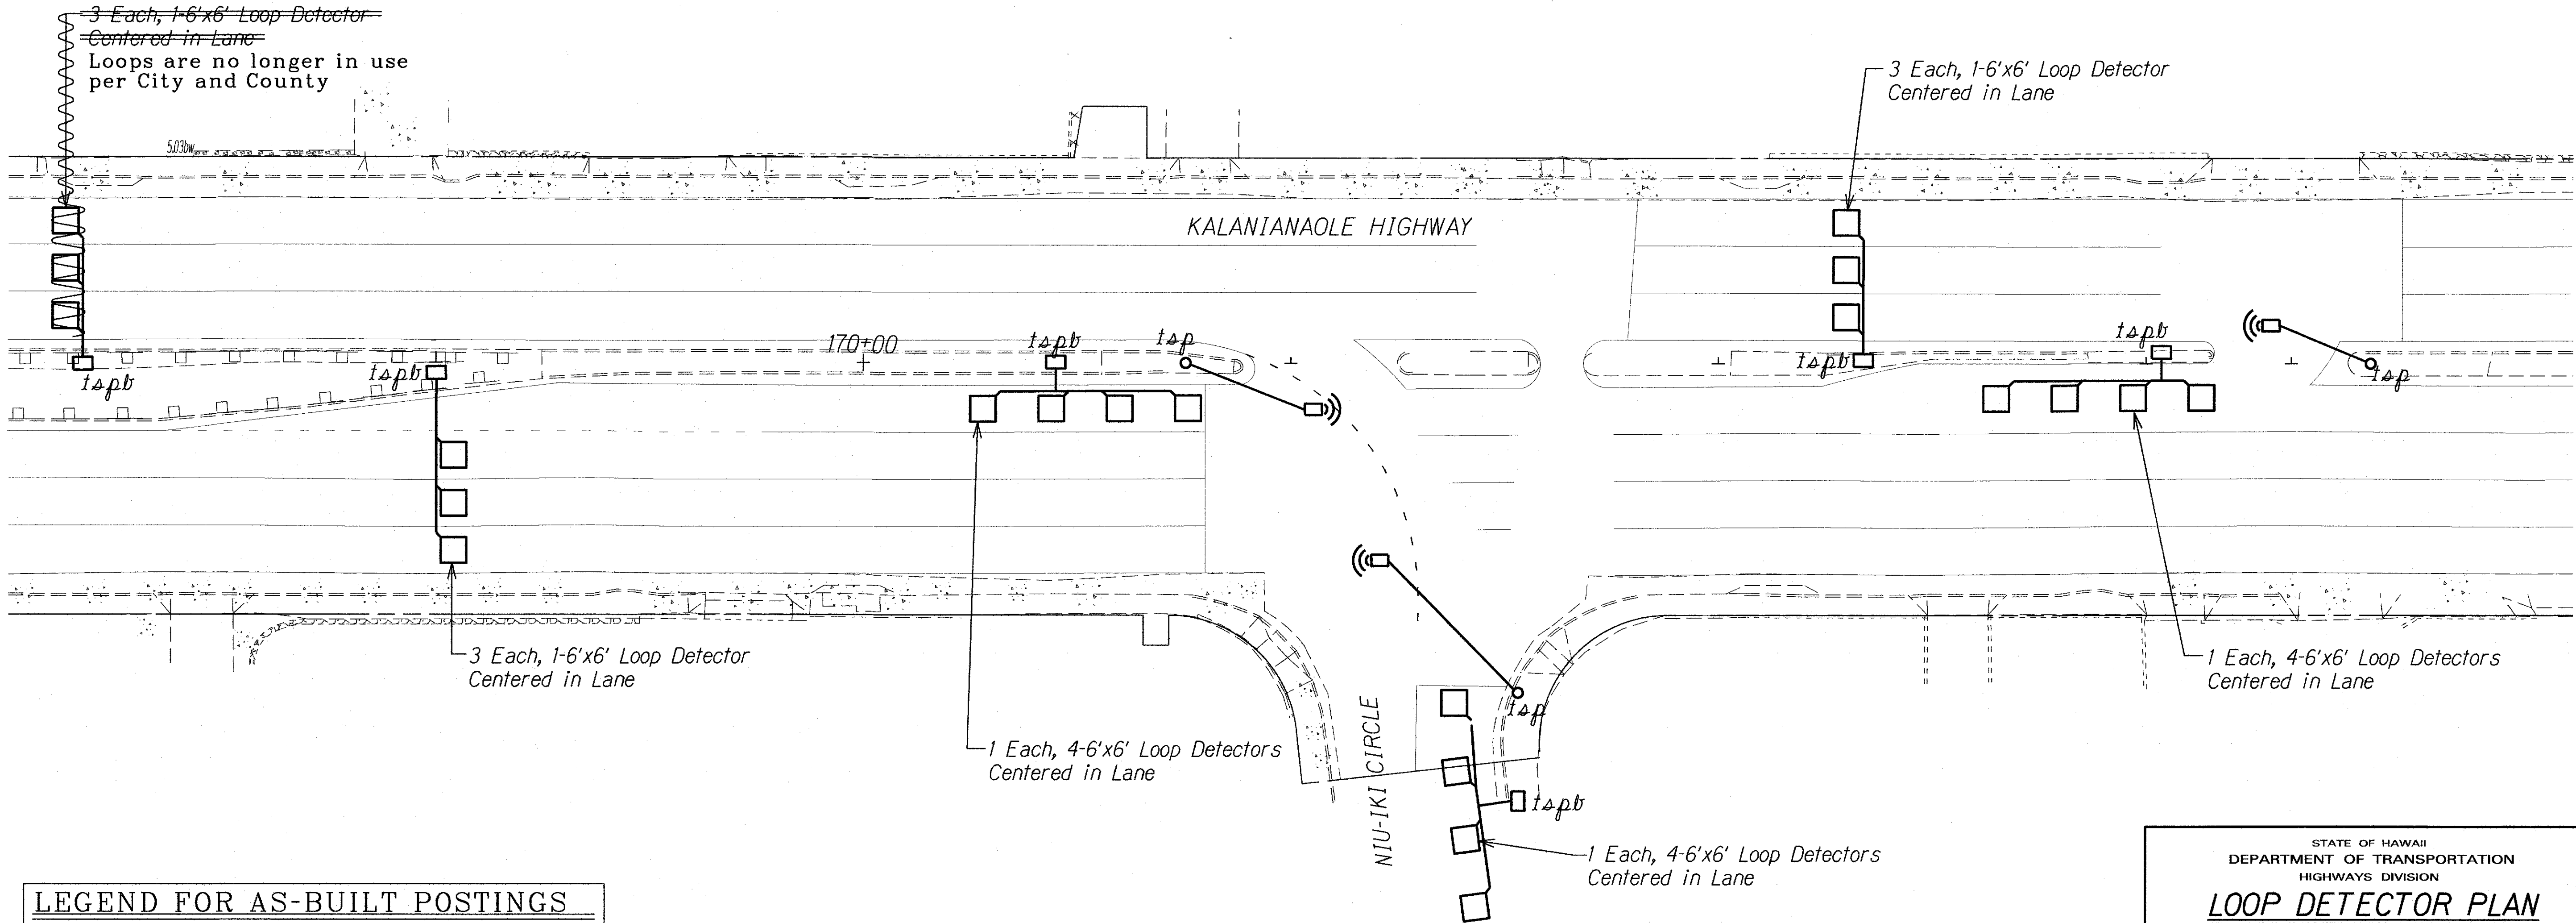 3 Each, 1-6'x6' Loop Detector
Centered in Lane
Loops are no longer in use
per City and County
3 Each, 1-6'x6' Loop Detector
Centered in Lane
5.03bw
KALANIANAOLE HIGHWAY
170+00
tspb
tsp
tspb
tspb
tspb
tspb
tsp
3 Each, 1-6'x6' Loop Detector
Centered in Lane
1 Each, 4-6'x6' Loop Detectors
Centered in Lane
tsp
1 Each, 4-6'x6' Loop Detectors
Centered in Lane
NIU-IKI CIRCLE
tspb
1 Each, 4-6'x6' Loop Detectors
Centered in Lane
LEGEND FOR AS-BUILT POSTINGS
STATE OF HAWAII
DEPARTMENT OF TRANSPORTATION
HIGHWAYS DIVISION
LOOP DETECTOR PLAN